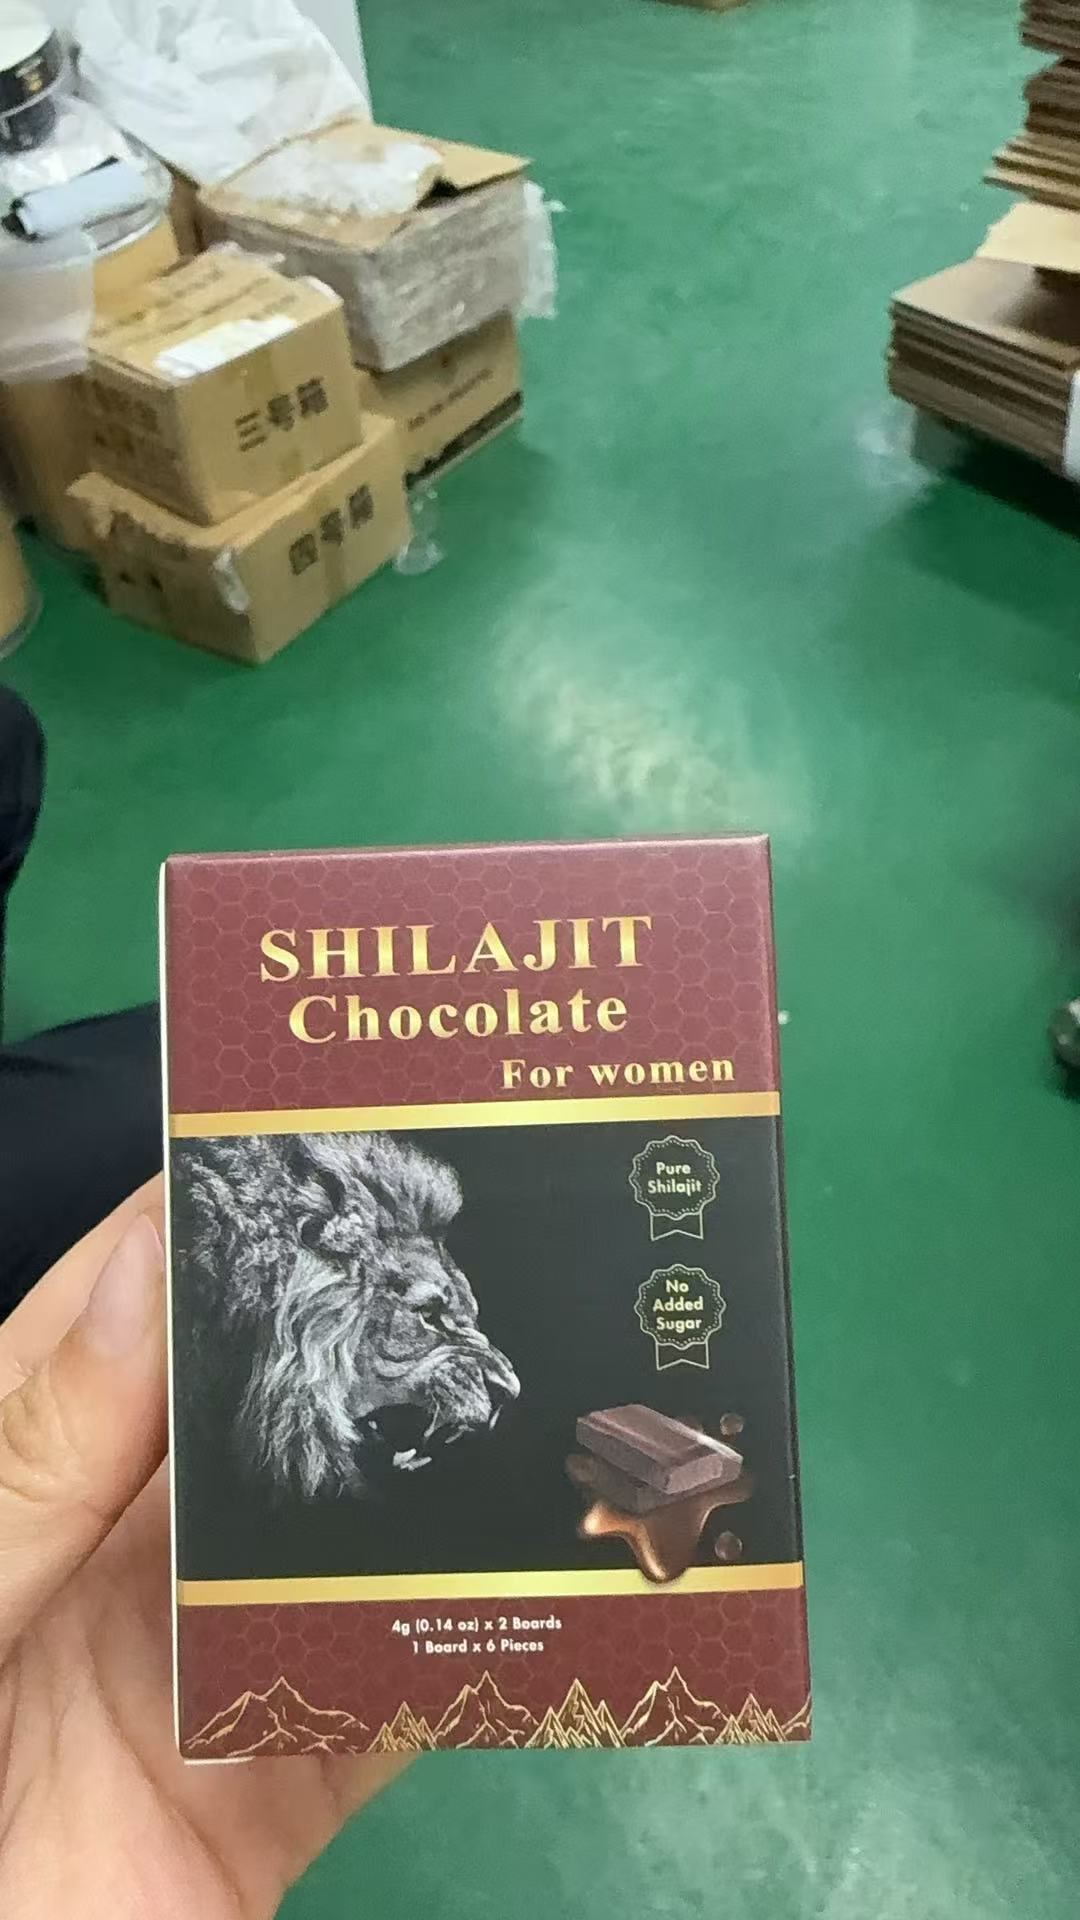 三号箱
四号箱
SHILAJIT
Chocolate
For women
Pure
Shilajit
No
Added
Sugar
4g (0.14 oz) x 2 Boards
1 Board x 6 Pieces